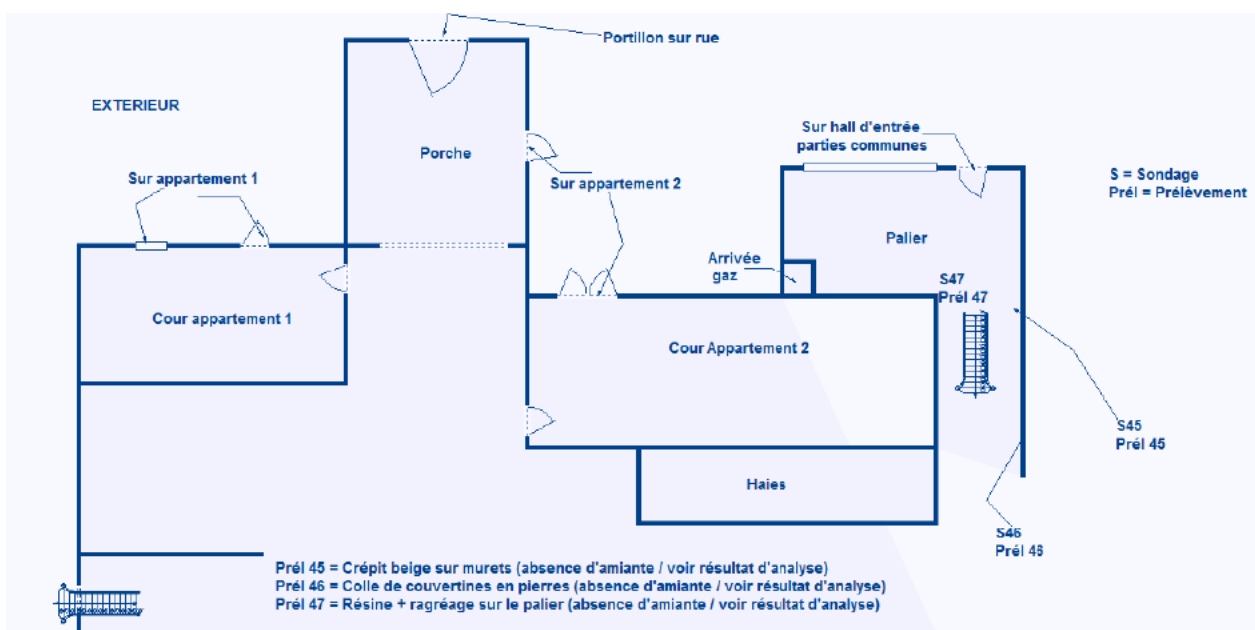 Portillon sur rue
EXTERIEUR
Sur hall d'entrée
parties communes
Porche
S = Sondage
Prél = Prélèvement
Sur appartement 1
Sur appartement 2
Palier
Arrivée
gaz
S47
Prél 47
Cour appartement 1
Cour Appartement 2
S45
Prél 45
Haies
S46
Prél 46
Prél 45 = Crépit beige sur murets (absence d'amiante / voir résultat d'analyse)
Prél 46 = Colle de couvertines en pierres (absence d'amiante / voir résultat d'analyse)
Prél 47 = Résine + ragréage sur le palier (absence d'amiante / voir résultat d'analyse)